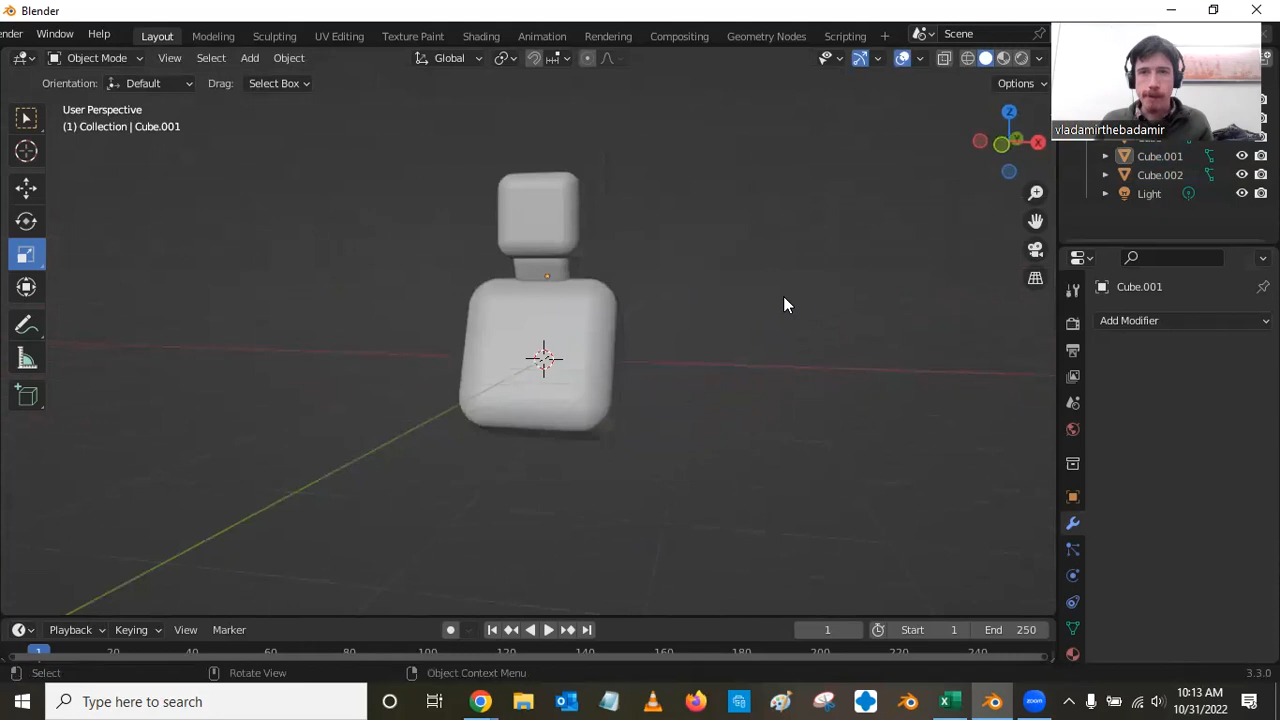 Blender
nder Window Help Layout Modeling Sculpting UV Editing Texture Paint Shading Animation Rendering Compositing Geometry Nodes Scripting + Scene
Object Mode View Select Add Object Global Options
Orientation: Default Drag: Select Box
User Perspective
(1) Collection | Cube.001
Z
Y
X
vladamirthebadamir
Cube.001
Cube.002
Light
Cube.001
Add Modifier
Playback Keying View Marker 1 Start 1 End 250
1 20 40 60 80 100 120 140 160 180 200 220 240
Select Rotate View Object Context Menu 3.3.0
Type here to search
zoom
10:13 AM
10/31/2022